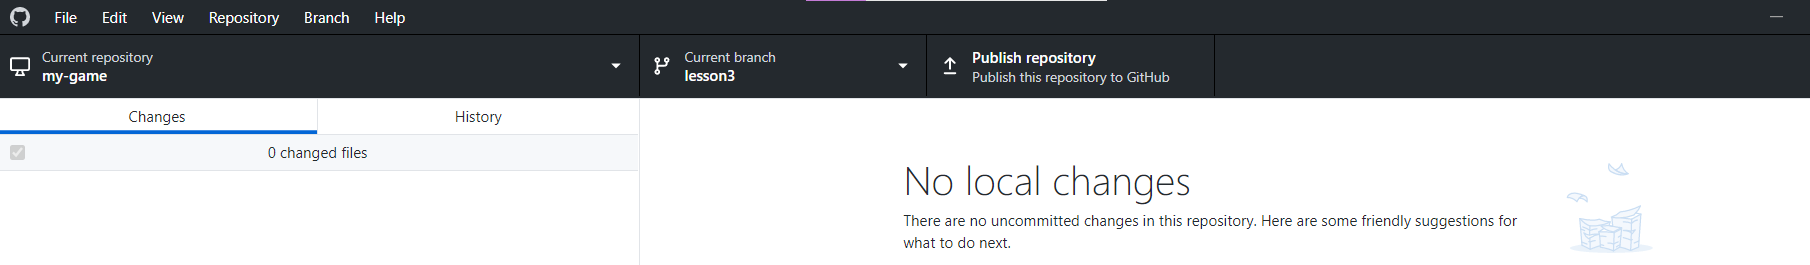 File Edit View Repository Branch Help
Current repository
my-game
Current branch
lesson3
Publish repository
Publish this repository to GitHub
Changes History
0 changed files
No local changes
There are no uncommitted changes in this repository. Here are some friendly suggestions for
what to do next.